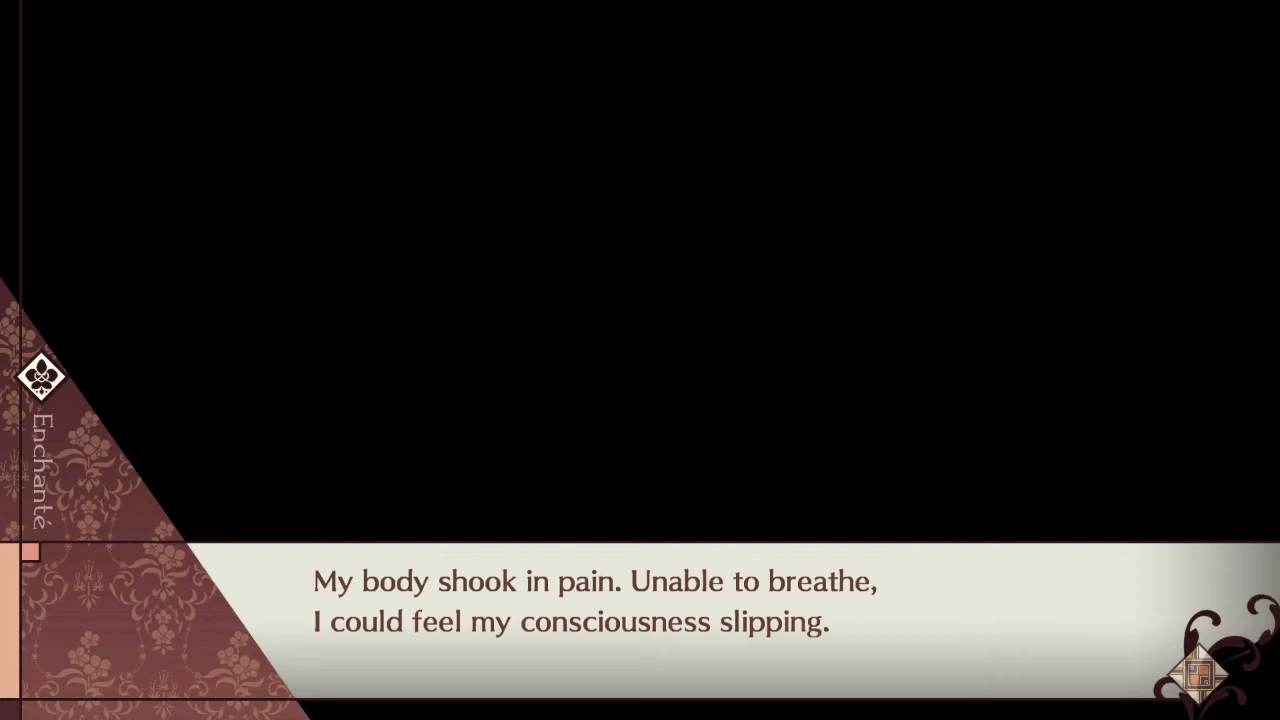 Enchanté
My body shook in pain. Unable to breathe,
I could feel my consciousness slipping.